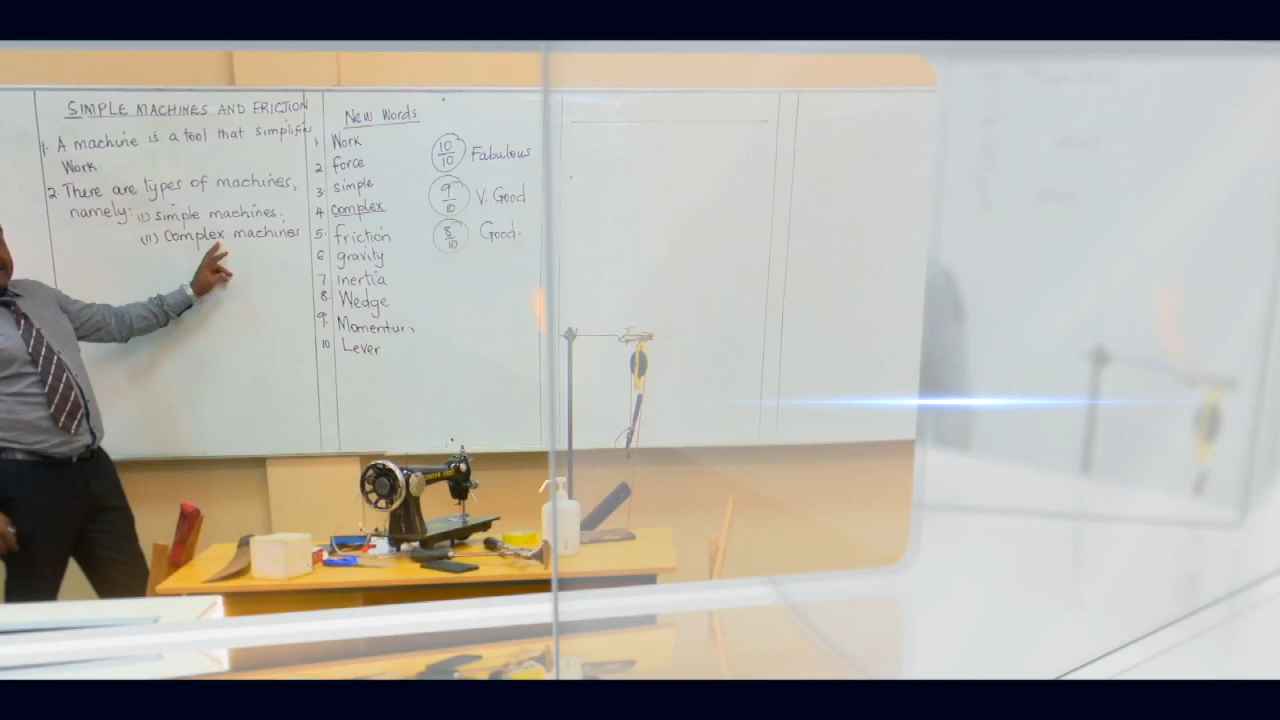 SIMPLE MACHINES AND FRICTION
1. A machine is a tool that simplifies
Work
2. There are types of machines,
namely: (i) Simple machines.
(ii) Complex machines
New Words
1 Work
2 force
3. simple
4 complex
5. friction
6 gravity
7 inertia
8. Wedge
9. Momentum
10 Lever
10/10 Fabulous
9/10 V. Good
8/10 Good.